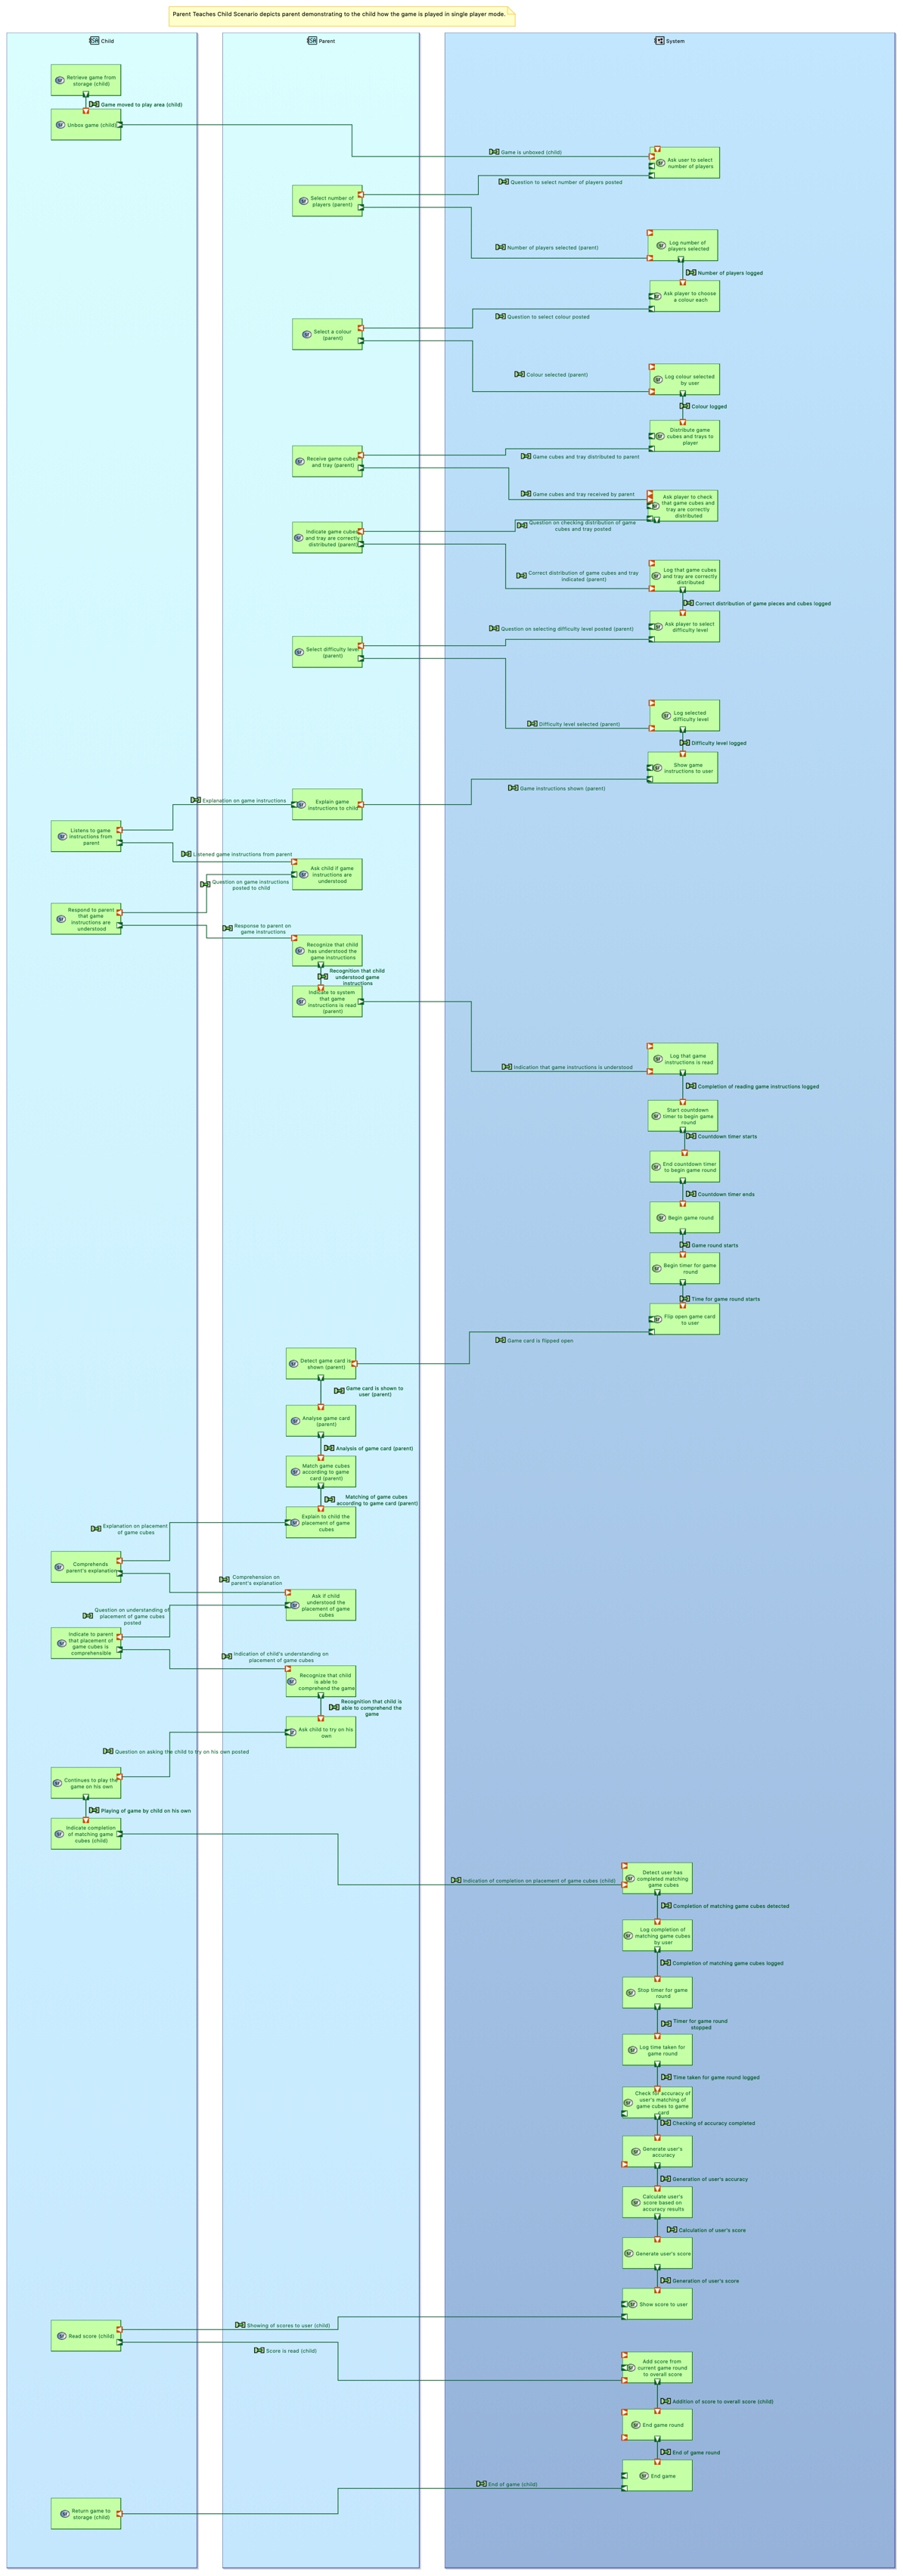 Parent Teaches Child Scenario depicts parent demonstrating to the child how the game is played in single player mode.
Child
Parent
System
Retrieve game from
storage (child)
Game moved to play area (child)
Unbox game (child)
Game is unboxed (child)
Ask user to select
number of players
Question to select number of players posted
Select number of
players (parent)
Number of players selected (parent)
Log number of
players selected
Number of players logged
Ask player to choose
a colour each
Question to select colour posted
Select a colour
(parent)
Colour selected (parent)
Log colour selected
by user
Colour logged
Distribute game
cubes and trays to
player
Game cubes and tray distributed to parent
Receive game cubes
and tray (parent)
Game cubes and tray received by parent
Ask player to check
that game cubes and
tray are correctly
distributed
Question on checking distribution of game
cubes and tray posted
Indicate game cubes
and tray are correctly
distributed (parent)
Correct distribution of game cubes and tray
indicated (parent)
Log that game cubes
and tray are correctly
distributed
Correct distribution of game pieces and cubes logged
Ask player to select
difficulty level
Question on selecting difficulty level posted (parent)
Select difficulty level
(parent)
Difficulty level selected (parent)
Log selected
difficulty level
Difficulty level logged
Show game
instructions to user
Game instructions shown (parent)
Explain game
instructions to child
Explanation on game instructions
Listens to game
instructions from
parent
Listened game instructions from parent
Ask child if game
instructions are
understood
Question on game instructions
posted to child
Respond to parent
that game
instructions are
understood
Response to parent on
game instructions
Recognize that child
has understood the
game instructions
Recognition that child
understood game
instructions
Indicate to system
that game
instructions is read
(parent)
Indication that game instructions is understood
Log that game
instructions is read
Completion of reading game instructions logged
Start countdown
timer to begin game
round
Countdown timer starts
End countdown timer
to begin game round
Countdown timer ends
Begin game round
Game round starts
Begin timer for game
round
Time for game round starts
Flip open game card
to user
Game card is flipped open
Detect game card is
shown (parent)
Game card is shown to
user (parent)
Analyse game card
(parent)
Analysis of game card (parent)
Match game cubes
according to game
card (parent)
Matching of game cubes
according to game card (parent)
Explain to child the
placement of game
cubes
Explanation on placement
of game cubes
Comprehends
parent's explanation
Comprehension on
parent's explanation
Ask if child
understood the
placement of game
cubes
Question on understanding of
placement of game cubes
posted
Indicate to parent
that placement of
game cubes is
comprehensible
Indication of child's understanding on
placement of game cubes
Recognize that child
is able to
comprehend the game
Recognition that child is
able to comprehend the
game
Ask child to try on his
own
Question on asking the child to try on his own posted
Continues to play the
game on his own
Playing of game by child on his own
Indicate completion
of matching game
cubes (child)
Indication of completion on placement of game cubes (child)
Detect user has
completed matching
game cubes
Completion of matching game cubes detected
Log completion of
matching game cubes
by user
Completion of matching game cubes logged
Stop timer for game
round
Timer for game round
stopped
Log time taken for
game round
Time taken for game round logged
Check for accuracy of
user's matching of
game cubes to game
card
Checking of accuracy completed
Generate user's
accuracy
Generation of user's accuracy
Calculate user's
score based on
accuracy results
Calculation of user's score
Generate user's score
Generation of user's score
Show score to user
Showing of scores to user (child)
Read score (child)
Score is read (child)
Add score from
current game round
to overall score
Addition of score to overall score (child)
End game round
End of game round
End game
End of game (child)
Return game to
storage (child)